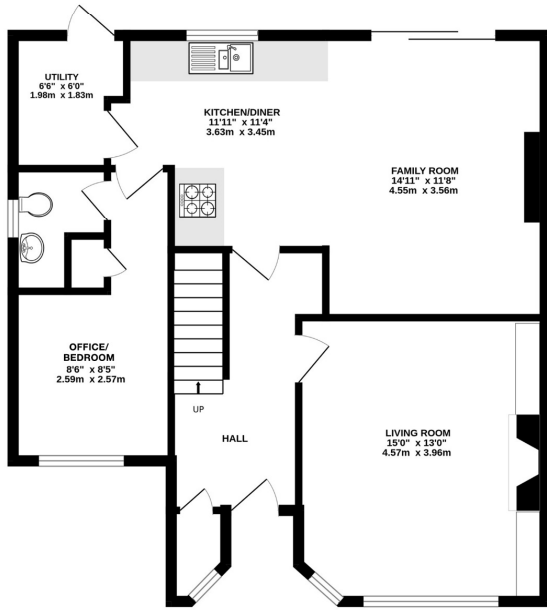 UTILITY
6'6" x 6'0"
1.98m x 1.83m
KITCHEN/DINER
11'11" x 11'4"
3.63m x 3.45m
FAMILY ROOM
14'11" x 11'8"
4.55m x 3.56m
OFFICE/
BEDROOM
8'6" x 8'5"
2.59m x 2.57m
UP
HALL
LIVING ROOM
15'0" x 13'0"
4.57m x 3.96m